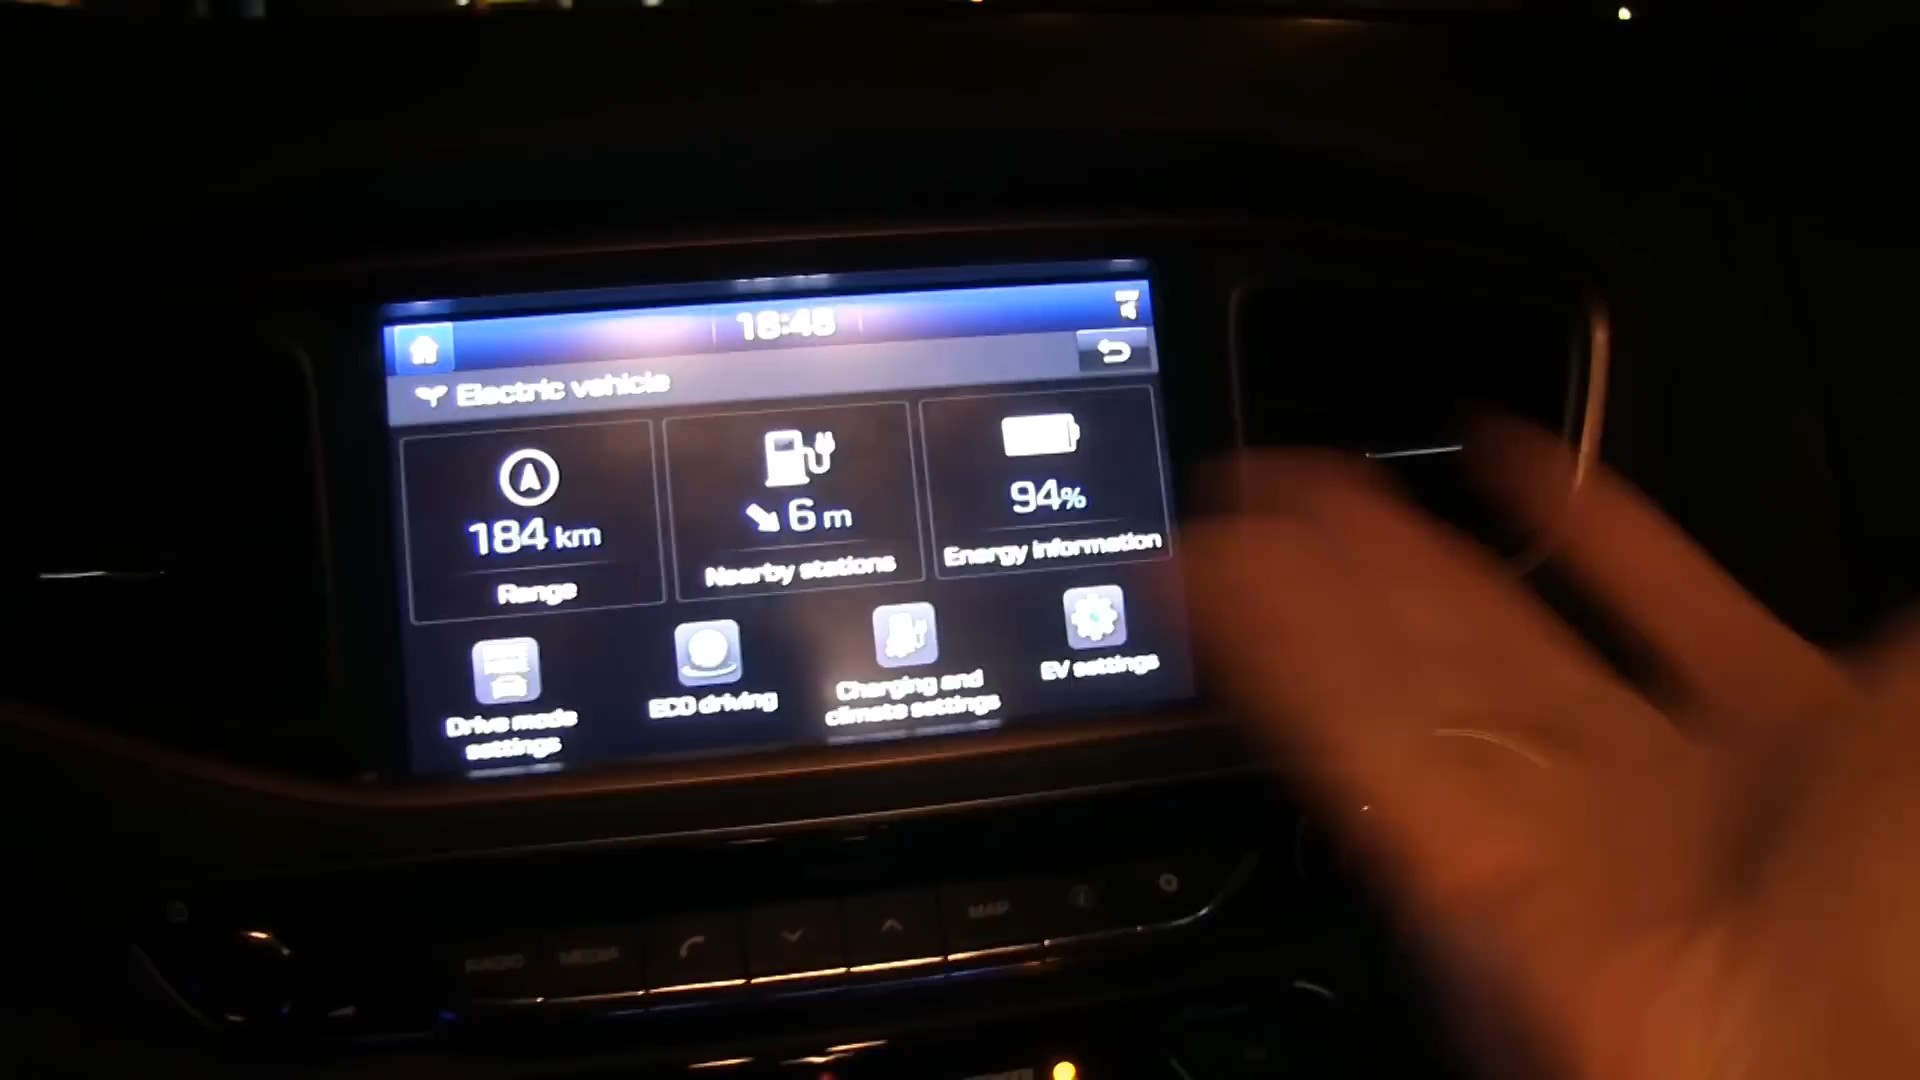 18:48
Electric vehicle
184 km
Range
6 m
Nearby stations
94%
Energy information
Drive mode
settings
ECO driving
Charging and
climate settings
EV settings
RADIO
MEDIA
MAP